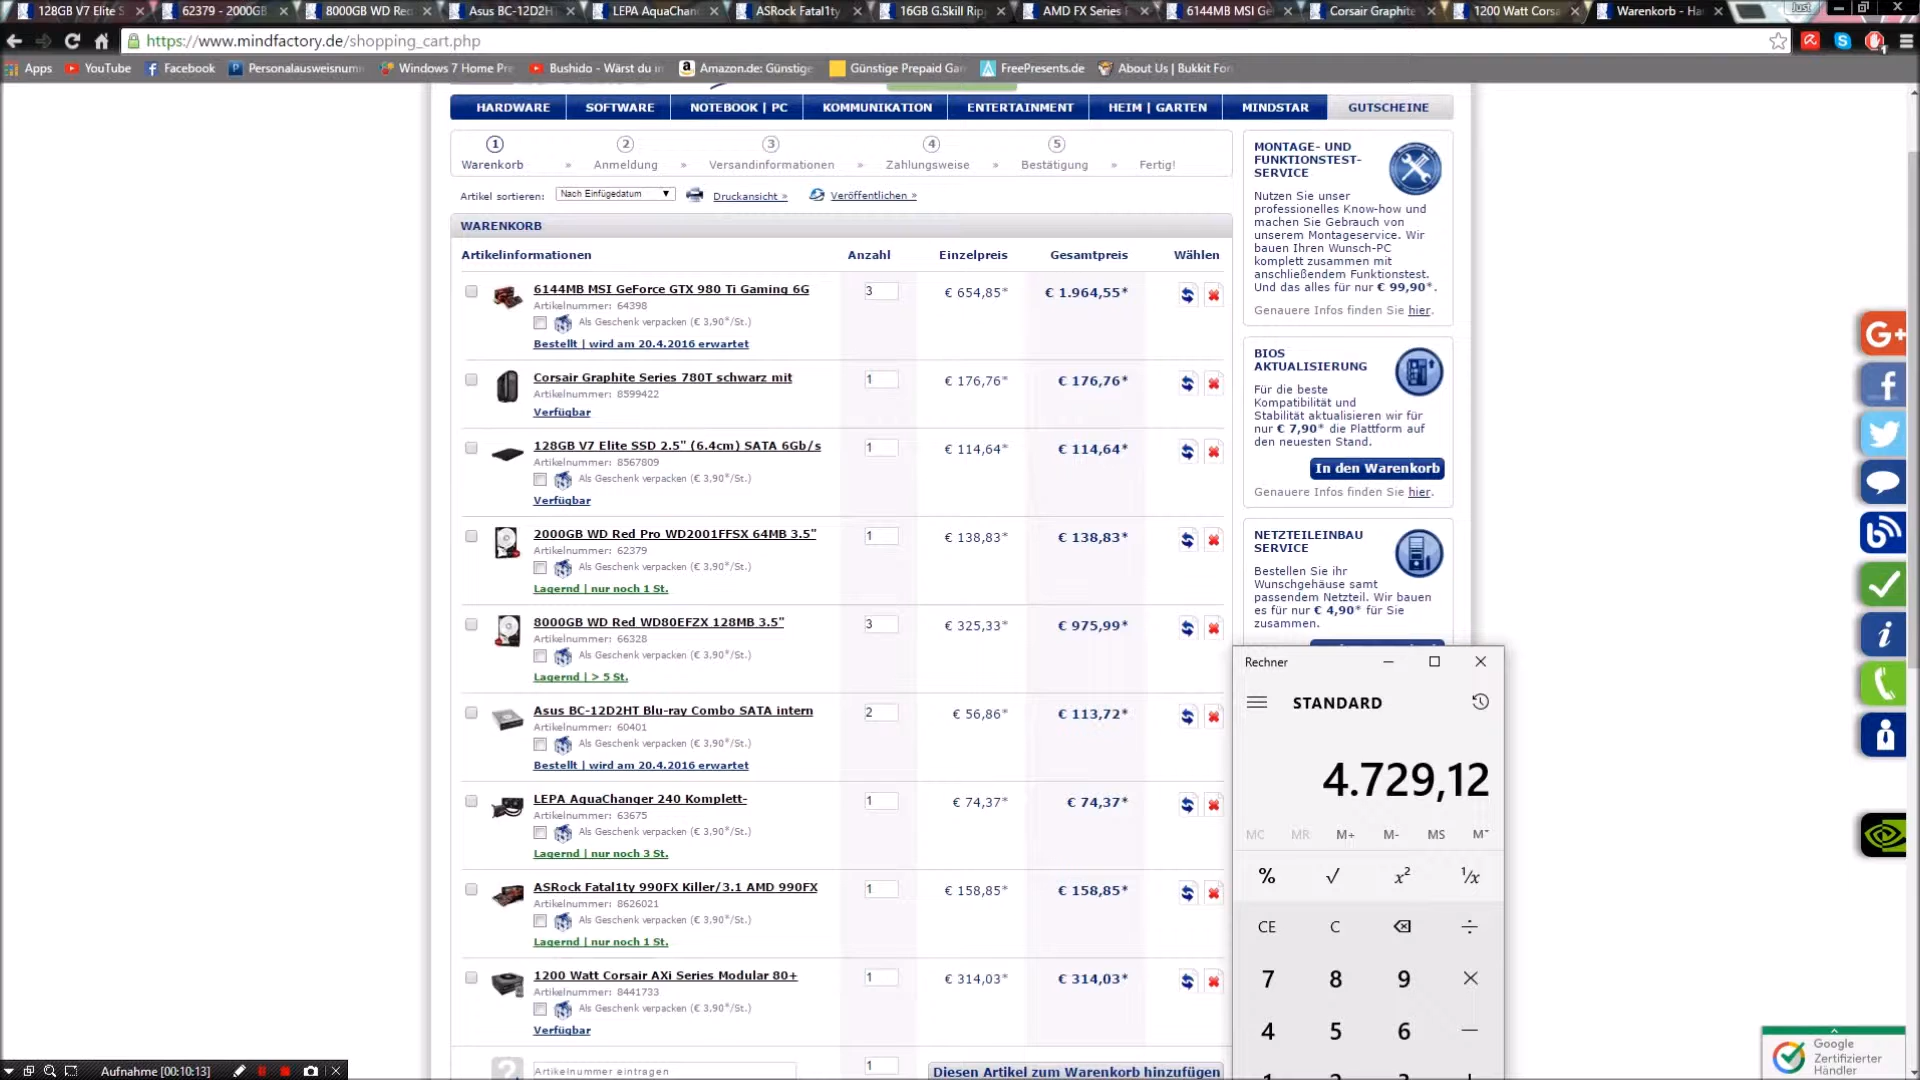 128GB V7 Elite S
62379 - 2000GB
8000GB WD Red
Asus BC-12D2H
LEPA AquaChan
ASRock Fatal1ty
16GB G.Skill Rip
AMD FX Series
6144MB MSI Ge
Corsair Graphite
1200 Watt Corsa
Warenkorb - Ha
Just
https://www.mindfactory.de/shopping_cart.php
Apps
YouTube
Facebook
Personalausweisnum
Windows 7 Home Pr
Bushido - Wärst du i
Amazon.de: Günstige
Günstige Prepaid Ga
FreePresents.de
About Us | Bukkit For
HARDWARE
SOFTWARE
NOTEBOOK | PC
KOMMUNIKATION
ENTERTAINMENT
HEIM | GARTEN
MINDSTAR
GUTSCHEINE
1 2 3 4 5
Warenkorb » Anmeldung » Versandinformationen » Zahlungsweise » Bestätigung » Fertig!
Artikel sortieren: Nach Einfügedatum Druckansicht » Veröffentlichen »
WARENKORB
Artikelinformationen Anzahl Einzelpreis Gesamtpreis Wählen
6144MB MSI GeForce GTX 980 Ti Gaming 6G 3 € 654,85* € 1.964,55*
Artikelnummer: 64398
Als Geschenk verpacken (€ 3,90*/St.)
Bestellt | wird am 20.4.2016 erwartet
Corsair Graphite Series 780T schwarz mit 1 € 176,76* € 176,76*
Artikelnummer: 8599422
Verfügbar
128GB V7 Elite SSD 2.5" (6.4cm) SATA 6Gb/s 1 € 114,64* € 114,64*
Artikelnummer: 8567809
Als Geschenk verpacken (€ 3,90*/St.)
Verfügbar
2000GB WD Red Pro WD2001FFSX 64MB 3.5" 1 € 138,83* € 138,83*
Artikelnummer: 62379
Als Geschenk verpacken (€ 3,90*/St.)
Lagernd | nur noch 1 St.
8000GB WD Red WD80EFZX 128MB 3.5" 3 € 325,33* € 975,99*
Artikelnummer: 66328
Als Geschenk verpacken (€ 3,90*/St.)
Lagernd | > 5 St.
Asus BC-12D2HT Blu-ray Combo SATA intern 2 € 56,86* € 113,72*
Artikelnummer: 60401
Als Geschenk verpacken (€ 3,90*/St.)
Bestellt | wird am 20.4.2016 erwartet
LEPA AquaChanger 240 Komplett- 1 € 74,37* € 74,37*
Artikelnummer: 63675
Als Geschenk verpacken (€ 3,90*/St.)
Lagernd | nur noch 3 St.
ASRock Fatal1ty 990FX Killer/3.1 AMD 990FX 1 € 158,85* € 158,85*
Artikelnummer: 8626021
Als Geschenk verpacken (€ 3,90*/St.)
Lagernd | nur noch 1 St.
1200 Watt Corsair AXi Series Modular 80+ 1 € 314,03* € 314,03*
Artikelnummer: 8441733
Als Geschenk verpacken (€ 3,90*/St.)
Verfügbar
Artikelnummer eintragen 1 Diesen Artikel zum Warenkorb hinzufügen
MONTAGE- UND
FUNKTIONSTEST-
SERVICE
Nutzen Sie unser
professionelles Know-how und
machen Sie Gebrauch von
unserem Montageservice. Wir
bauen Ihren Wunsch-PC
komplett zusammen mit
anschließendem Funktionstest.
Und das alles für nur € 99,90*.
Genauere Infos finden Sie hier.
BIOS
AKTUALISIERUNG
Für die beste
Kompatibilität und
Stabilität aktualisieren wir für
nur € 7,90* die Plattform auf
den neuesten Stand.
In den Warenkorb
Genauere Infos finden Sie hier.
NETZTEILEINBAU
SERVICE
Bestellen Sie ihr
Wunschgehäuse samt
passendem Netzteil. Wir bauen
es für nur € 4,90* für Sie
zusammen.
Rechner
STANDARD
4.729,12
MC MR M+ M- MS M˅
% √ x² ¹/x
CE C ÷
7 8 9 ×
4 5 6 −
G+
Google
Zertifizierter
Händler
Aufnahme [00:10:13]